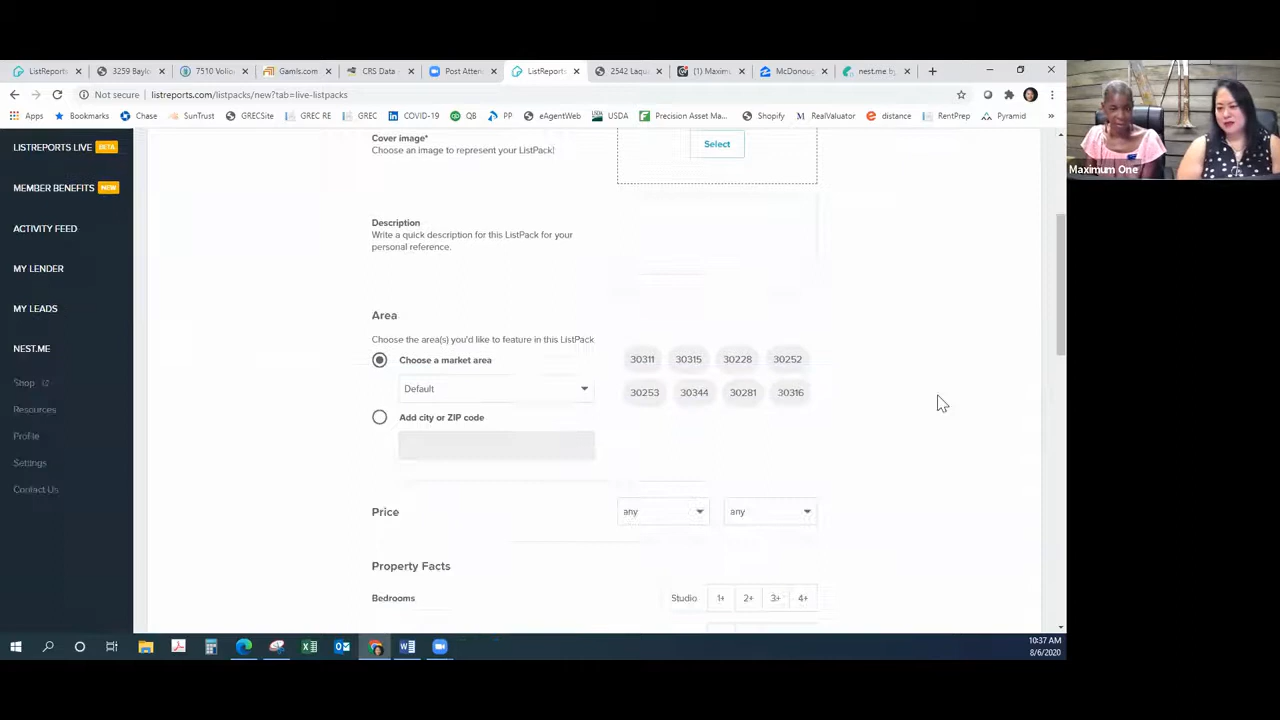 ListReports
3259 Baylo
7510 Volio
Gamls.com
CRS Data -
Post Atten
ListReports
2542 Laqu
(1) Maxim
McDonoug
nest.me by
Not secure
listreports.com/listpacks/new?tab=live-listpacks
Apps
Bookmarks
Chase
SunTrust
GRECSite
GREC RE
GREC
COVID-19
QB
PP
eAgentWeb
USDA
Precision Asset Ma...
Shopify
RealValuator
distance
RentPrep
Pyramid
»
LISTREPORTS LIVE BETA
MEMBER BENEFITS NEW
ACTIVITY FEED
MY LENDER
MY LEADS
NEST.ME
Shop
Resources
Profile
Settings
Contact Us
Cover image*
Choose an image to represent your ListPack!
Select
Description
Write a quick description for this ListPack for your
personal reference.
Area
Choose the area(s) you'd like to feature in this ListPack
Choose a market area
Default
Add city or ZIP code
30311 30315 30228 30252
30253 30344 30281 30316
Price
any any
Property Facts
Bedrooms
Studio 1+ 2+ 3+ 4+
Maximum One
10:37 AM
8/6/2020